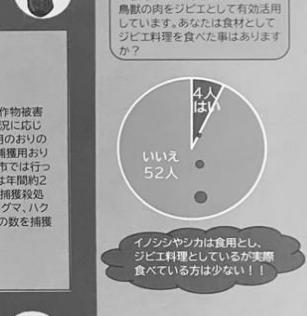 鳥獣の肉をジビエとして有効活用
しています。あなたは食材として
ジビエ料理を食べた事はあります
か？
作物被害
況に応じ
用のおりの
捕獲用おり
市では行っ
は年間約2
捕獲殺処
グマ、ハク
の数を捕獲
4人
はい
いいえ
52人
イノシシやシカは食用とし、
ジビエ料理としているが実際
食べている方は少ない！！